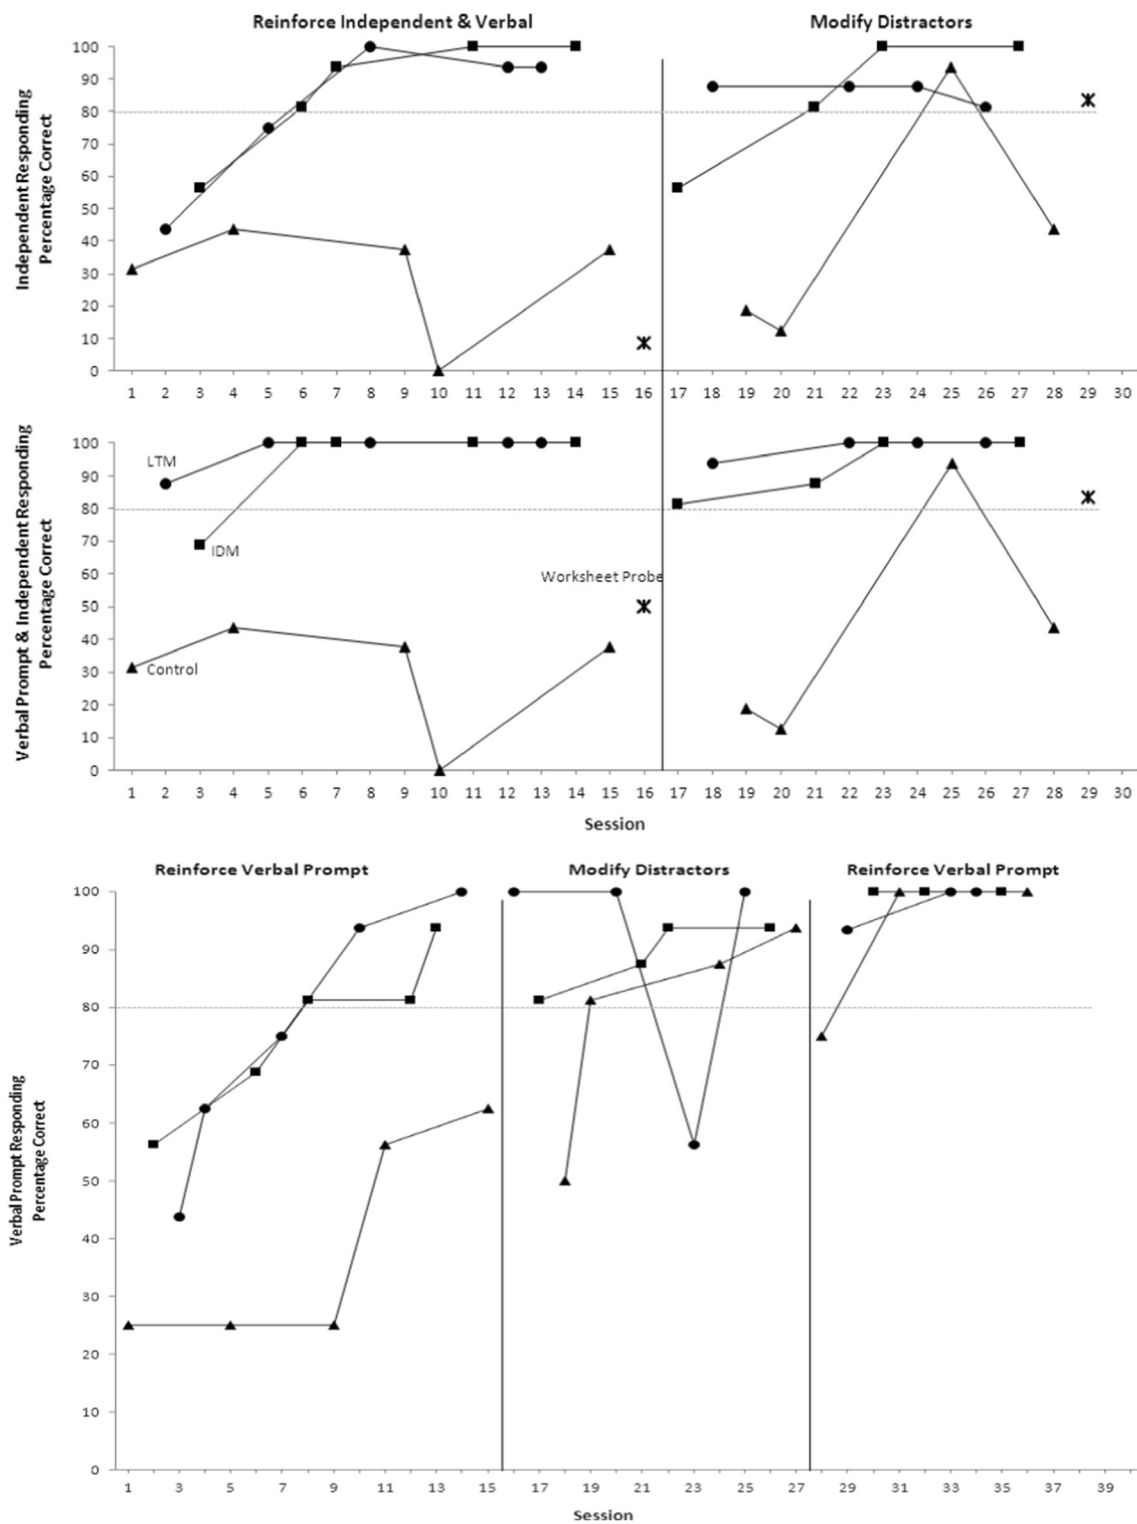 Reinforce Independent & Verbal
Modify Distractors
Independent Responding
Percentage Correct
100
90
80
70
60
50
40
30
20
10
0
1 2 3 4 5 6 7 8 9 10 11 12 13 14 15 16 17 18 19 20 21 22 23 24 25 26 27 28 29 30
Verbal Prompt & Independent Responding
Percentage Correct
100
90
80
70
60
50
40
30
20
10
0
LTM
IDM
Worksheet Probe
Control
1 2 3 4 5 6 7 8 9 10 11 12 13 14 15 16 17 18 19 20 21 22 23 24 25 26 27 28 29 30
Session
Reinforce Verbal Prompt
Modify Distractors
Reinforce Verbal Prompt
Verbal Prompt Responding
Percentage Correct
100
90
80
70
60
50
40
30
20
10
0
1 3 5 7 9 11 13 15 17 19 21 23 25 27 29 31 33 35 37 39
Session